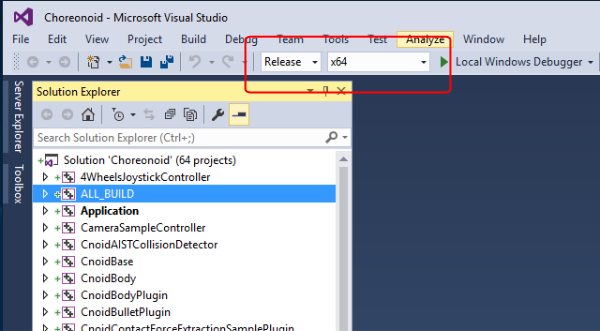 Choreonoid - Microsoft Visual Studio
File Edit View Project Build Debug Team Tools Test Analyze Window Help
Release x64 Local Windows Debugger
Server Explorer
Toolbox
Solution Explorer
Search Solution Explorer (Ctrl+;)
Solution 'Choreonoid' (64 projects)
4WheelsJoystickController
ALL_BUILD
Application
CameraSampleController
CnoidAISTCollisionDetector
CnoidBase
CnoidBody
CnoidBodyPlugin
CnoidBulletPlugin
CnoidContactForceExtractionSamplePlugin